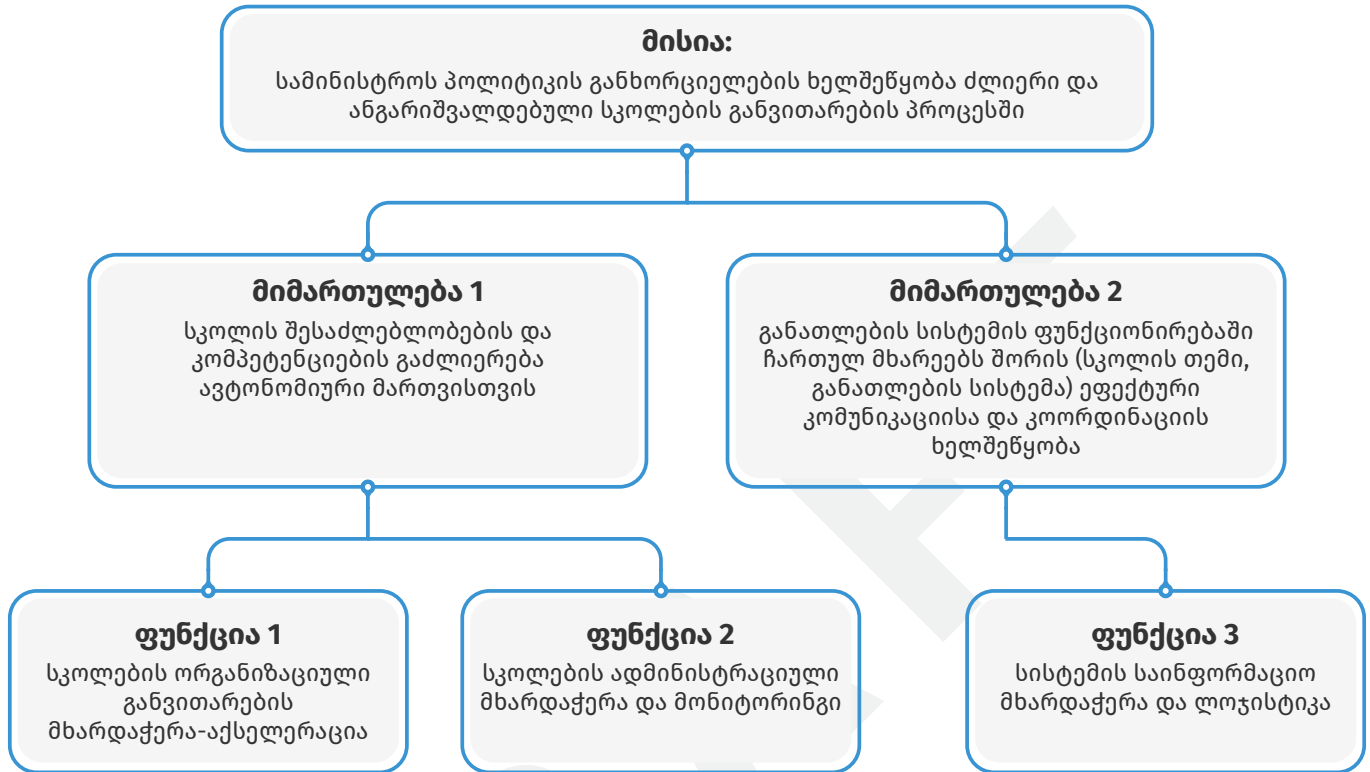 მისია:
სამინისტროს პოლიტიკის განხორციელების ხელშეწყობა ძლიერი და
ანგარიშვალდებული სკოლების განვითარების პროცესში
მიმართულება 1
სკოლის შესაძლებლობების და
კომპეტენციების გაძლიერება
ავტონომიური მართვისთვის
მიმართულება 2
განათლების სისტემის ფუნქციონირებაში
ჩართულ მხარეებს შორის (სკოლის თემი,
განათლების სისტემა) ეფექტური
კომუნიკაციისა და კოორდინაციის
ხელშეწყობა
ფუნქცია 1
სკოლების ორგანიზაციული
განვითარების
მხარდაჭერა-აქსელერაცია
ფუნქცია 2
სკოლების ადმინისტრაციული
მხარდაჭერა და მონიტორინგი
ფუნქცია 3
სისტემის საინფორმაციო
მხარდაჭერა და ლოჯისტიკა